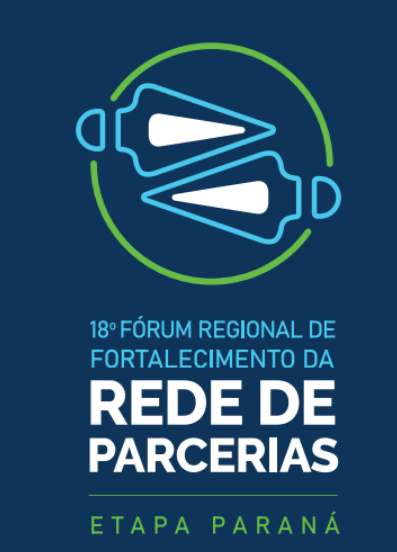 18º FÓRUM REGIONAL DE
FORTALECIMENTO DA
REDE DE
PARCERIAS
ETAPA PARANÁ